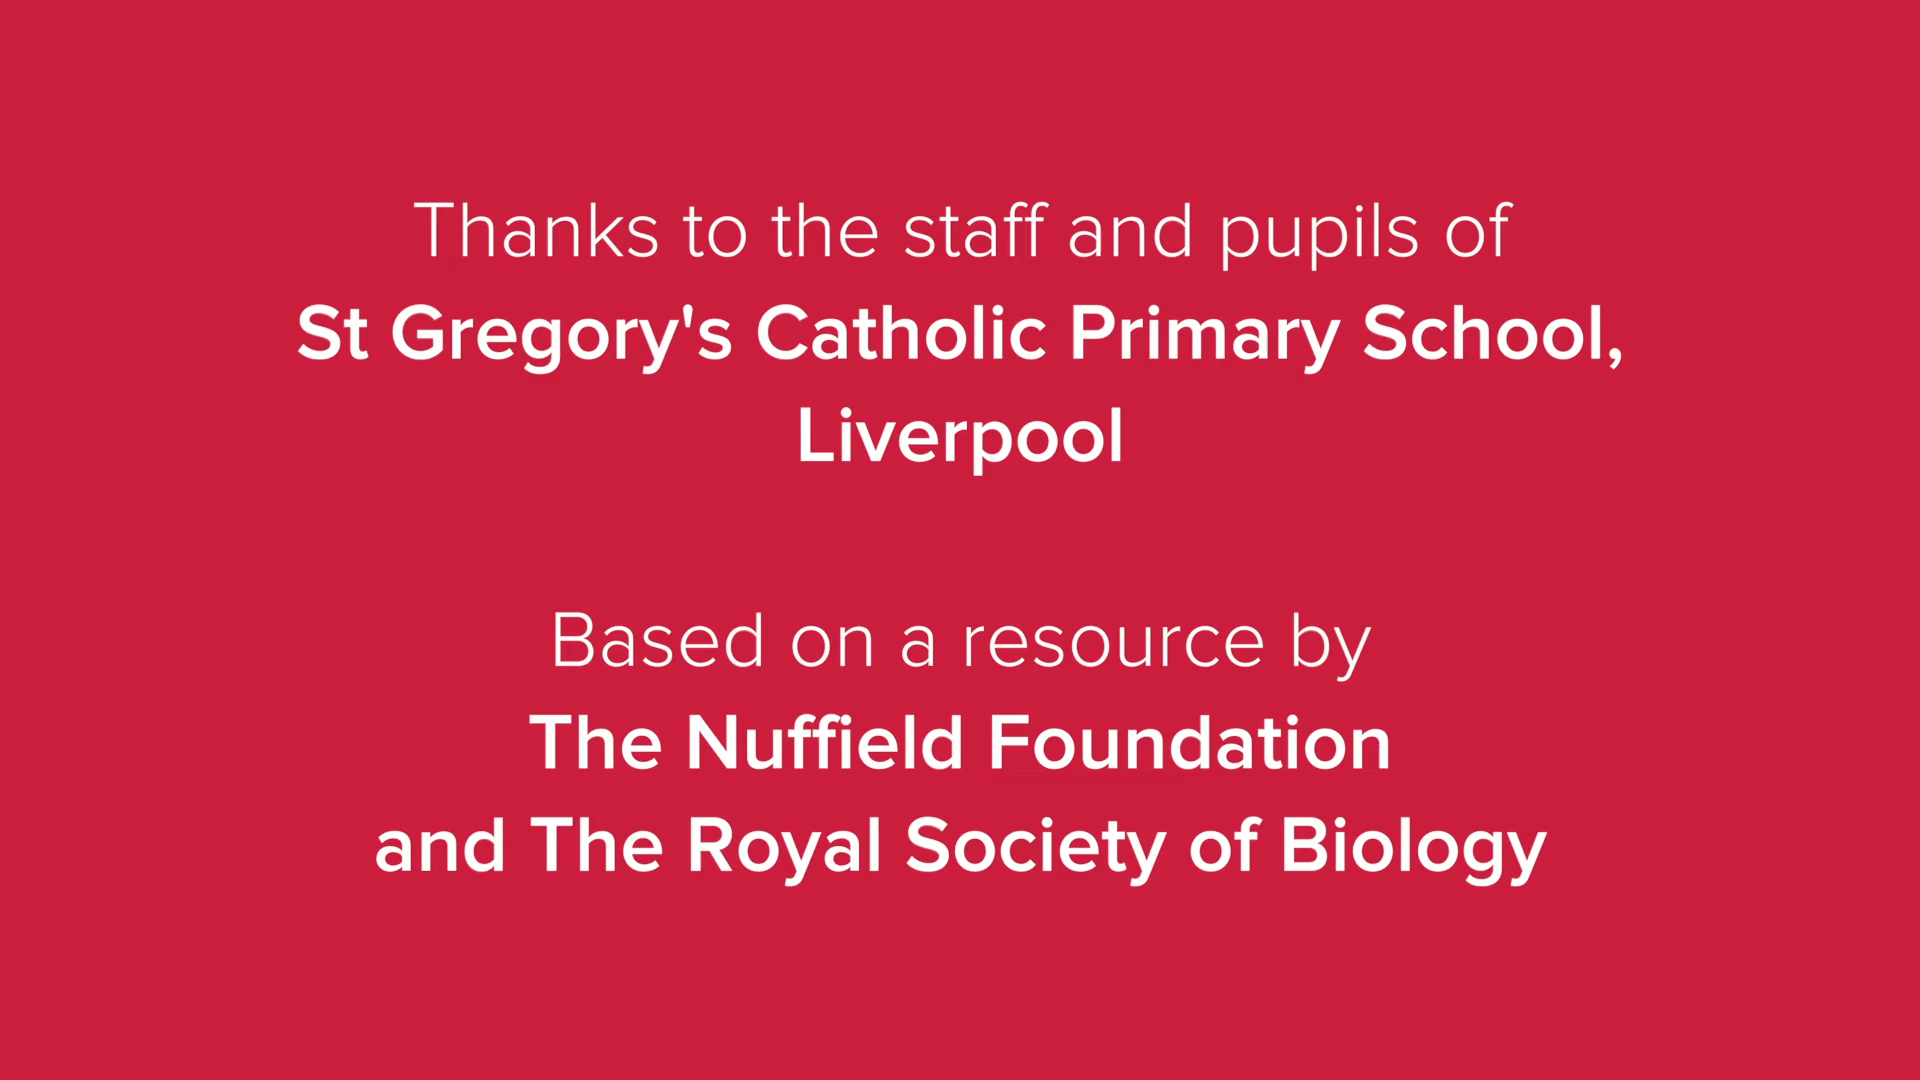 Thanks to the staff and pupils of
St Gregory's Catholic Primary School,
Liverpool
Based on a resource by
The Nuffield Foundation
and The Royal Society of Biology